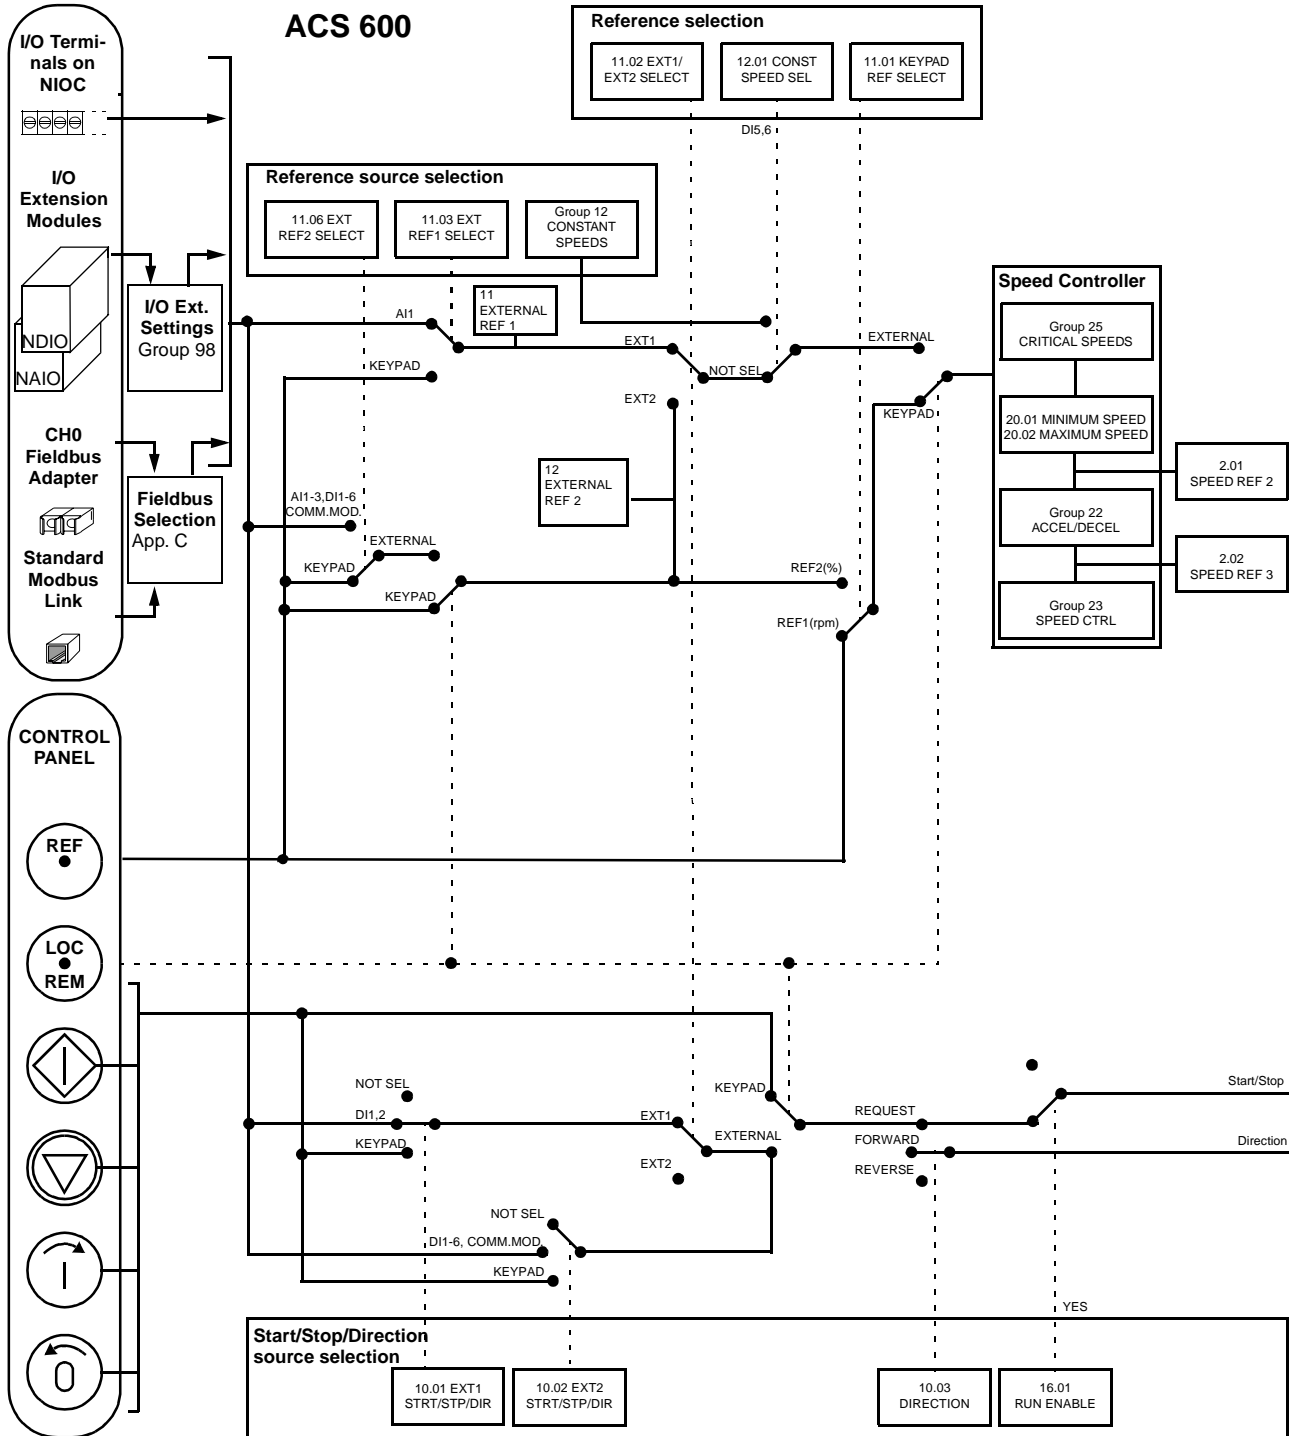 ACS 600
I/O Termi-
nals on
NIOC
I/O
Extension
Modules
NDIO
NAIO
CH0
Fieldbus
Adapter
Standard
Modbus
Link
I/O Ext.
Settings
Group 98
Fieldbus
Selection
App. C
Reference selection
11.02 EXT1/
EXT2 SELECT
12.01 CONST
SPEED SEL
11.01 KEYPAD
REF SELECT
DI5,6
Reference source selection
11.06 EXT
REF2 SELECT
11.03 EXT
REF1 SELECT
Group 12
CONSTANT
SPEEDS
AI1
11
EXTERNAL
REF 1
KEYPAD
EXT1
NOT SEL
EXTERNAL
EXT2
KEYPAD
12
EXTERNAL
REF 2
AI1-3,DI1-6
COMM.MOD.
EXTERNAL
KEYPAD
KEYPAD
REF2(%)
REF1(rpm)
Speed Controller
Group 25
CRITICAL SPEEDS
20.01 MINIMUM SPEED
20.02 MAXIMUM SPEED
2.01
SPEED REF 2
Group 22
ACCEL/DECEL
2.02
SPEED REF 3
Group 23
SPEED CTRL
CONTROL
PANEL
REF
LOC
REM
NOT SEL
DI1,2
KEYPAD
EXT1
EXT2
KEYPAD
EXTERNAL
REQUEST
FORWARD
REVERSE
Start/Stop
Direction
NOT SEL
DI1-6, COMM.MOD.
KEYPAD
YES
Start/Stop/Direction
source selection
10.01 EXT1
STRT/STP/DIR
10.02 EXT2
STRT/STP/DIR
10.03
DIRECTION
16.01
RUN ENABLE